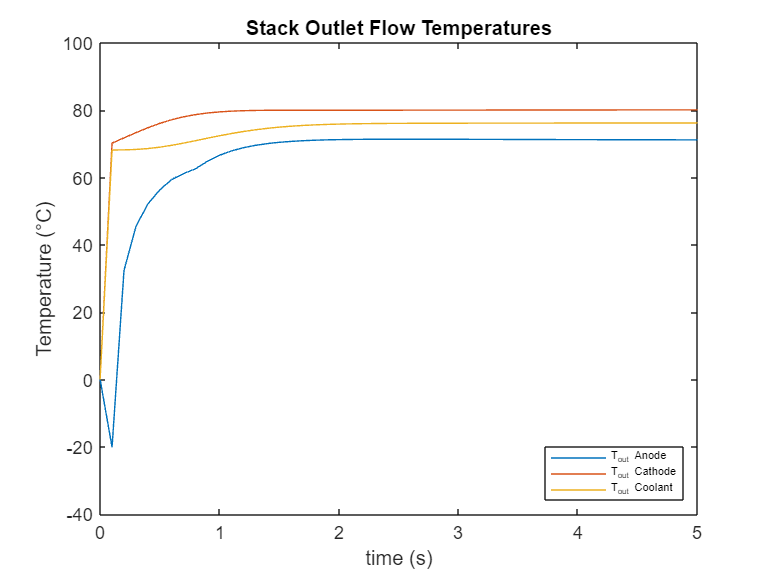 Stack Outlet Flow Temperatures
100
80
60
40
20
0
-20
-40
Temperature (°C)
T_out Anode
T_out Cathode
T_out Coolant
0 1 2 3 4 5
time (s)